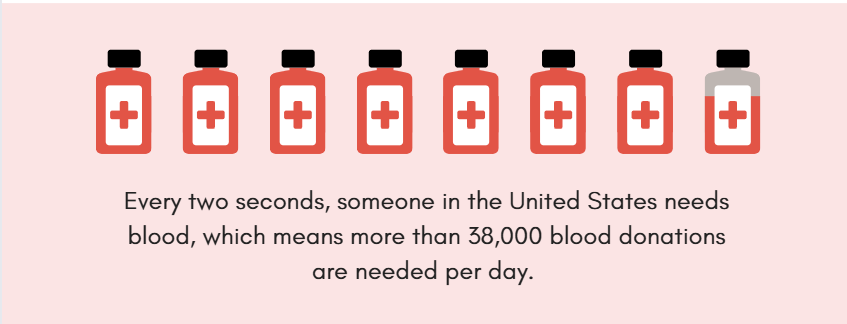 Every two seconds, someone in the United States needs
blood, which means more than 38,000 blood donations
are needed per day.